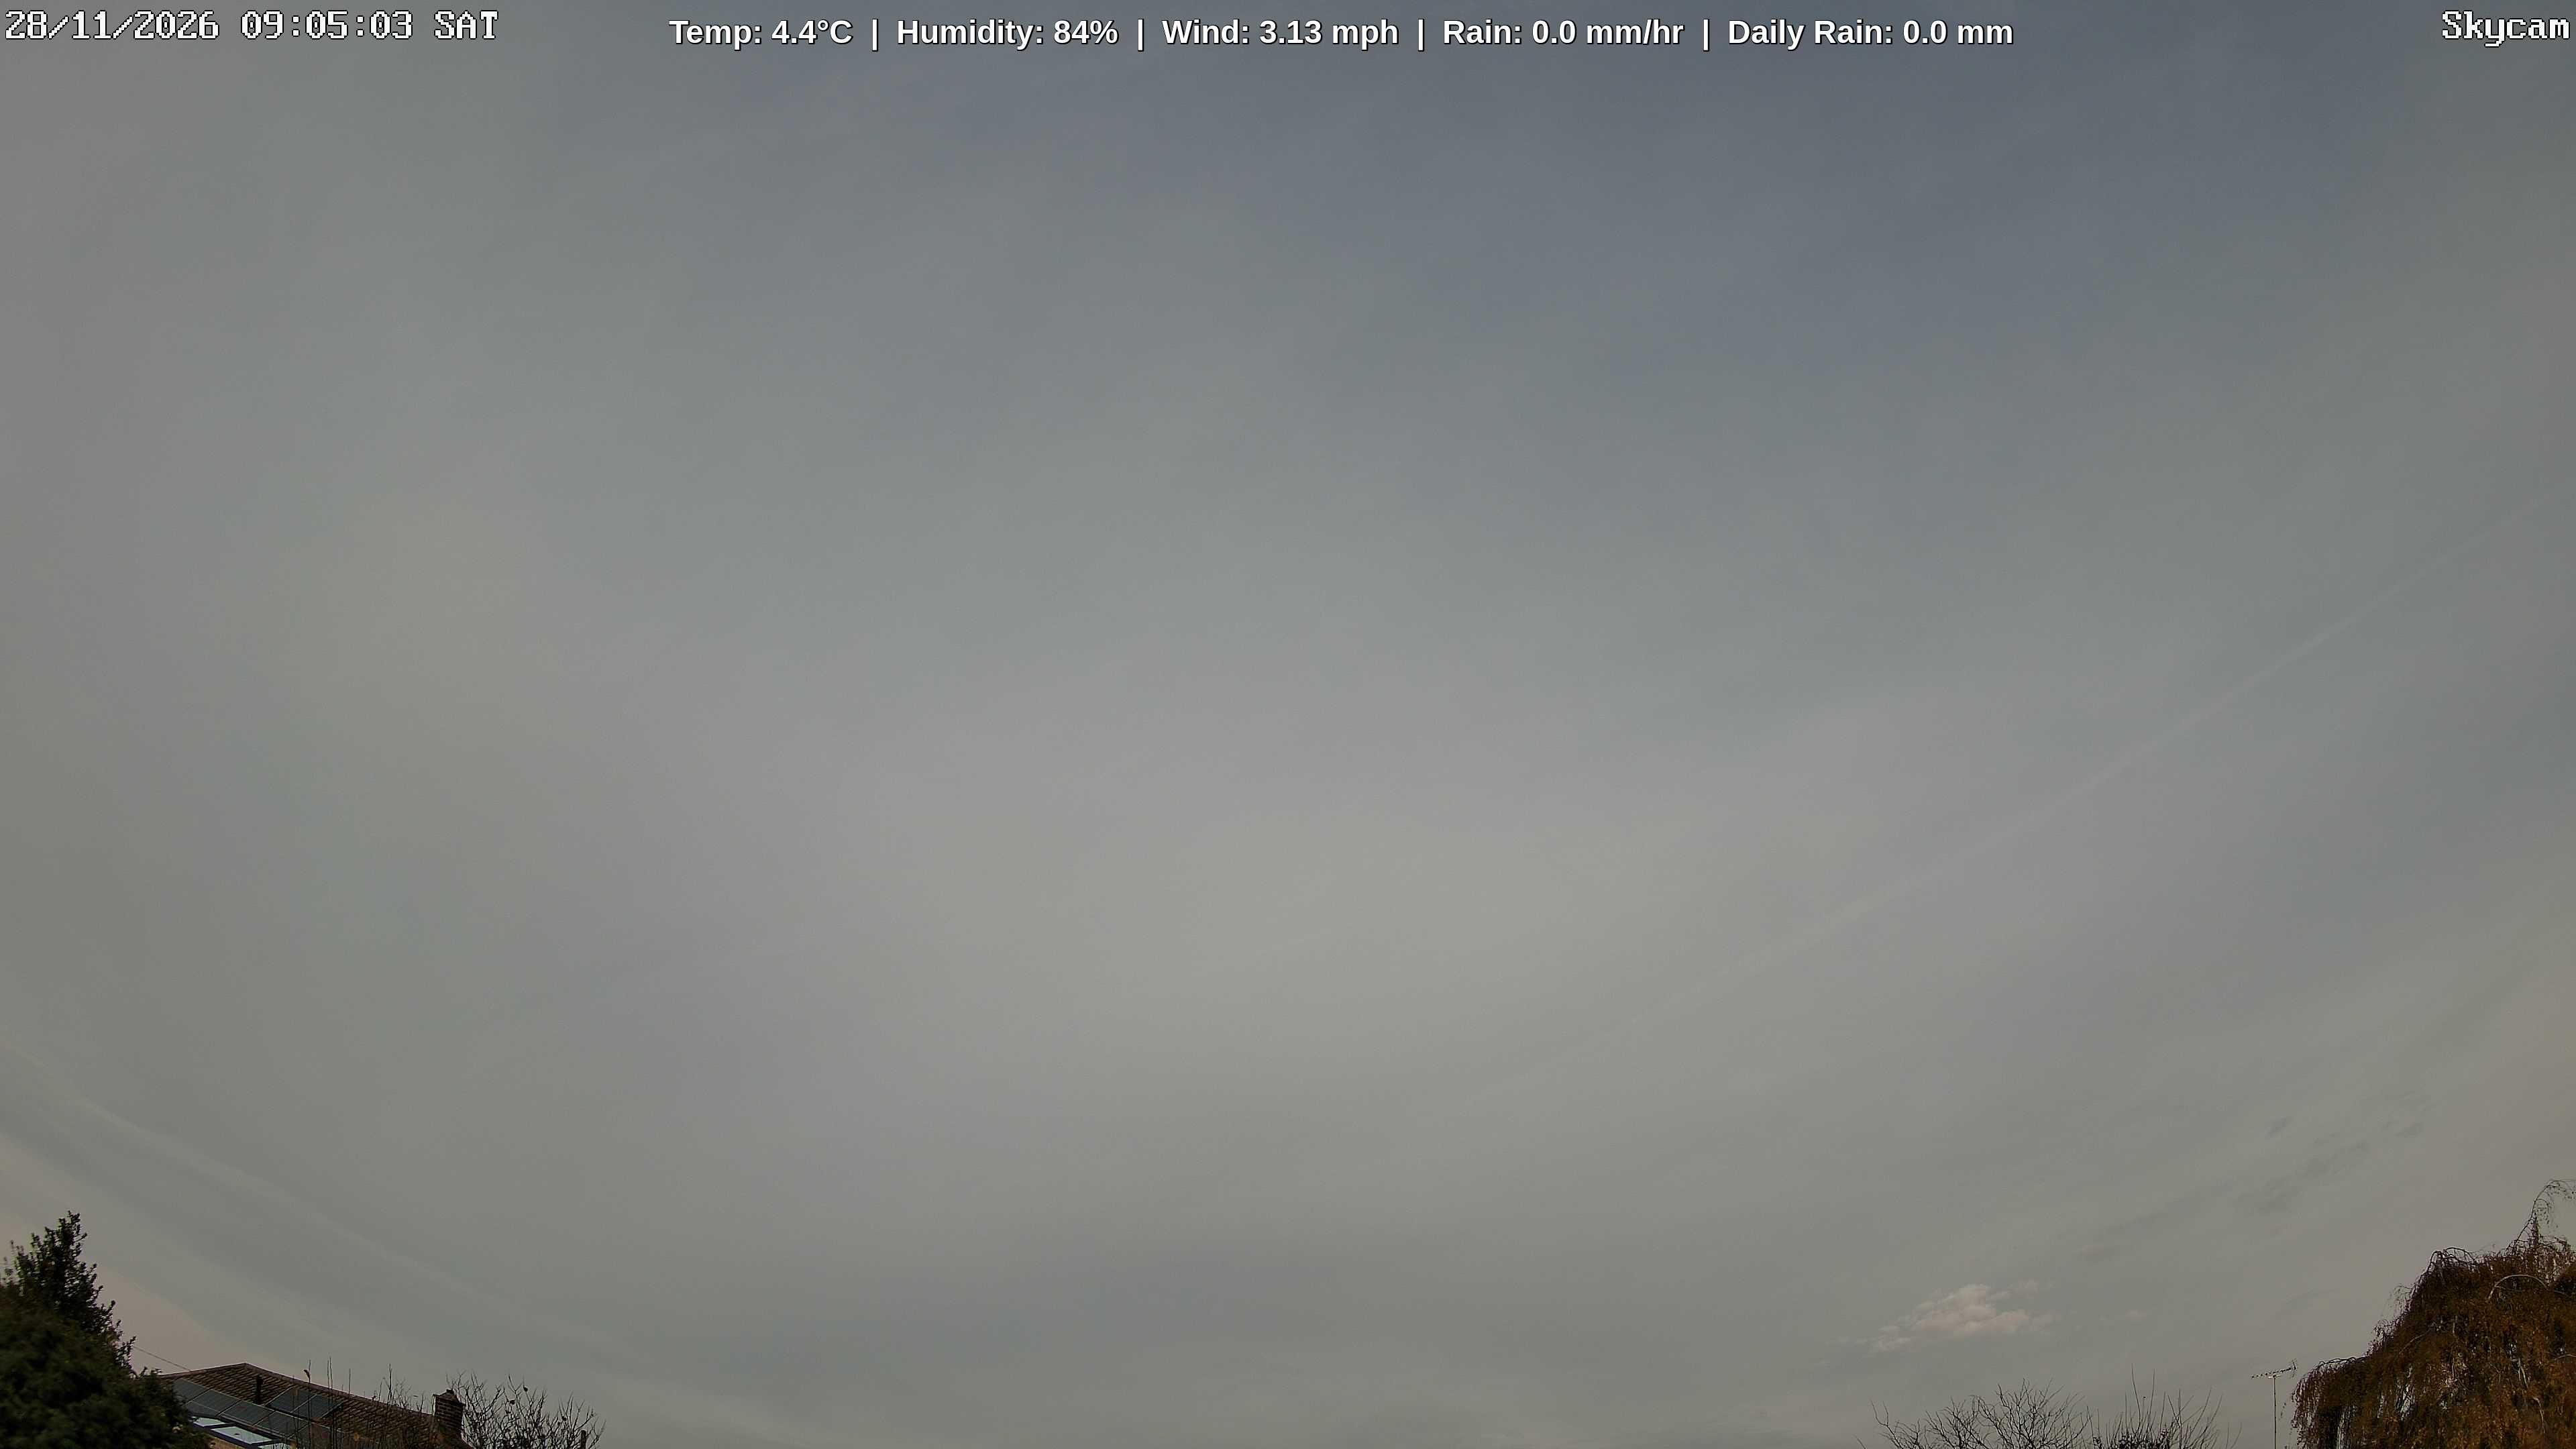 28/11/2026 09:05:03 SAT
Temp: 4.4°C | Humidity: 84% | Wind: 3.13 mph | Rain: 0.0 mm/hr | Daily Rain: 0.0 mm
Skycam